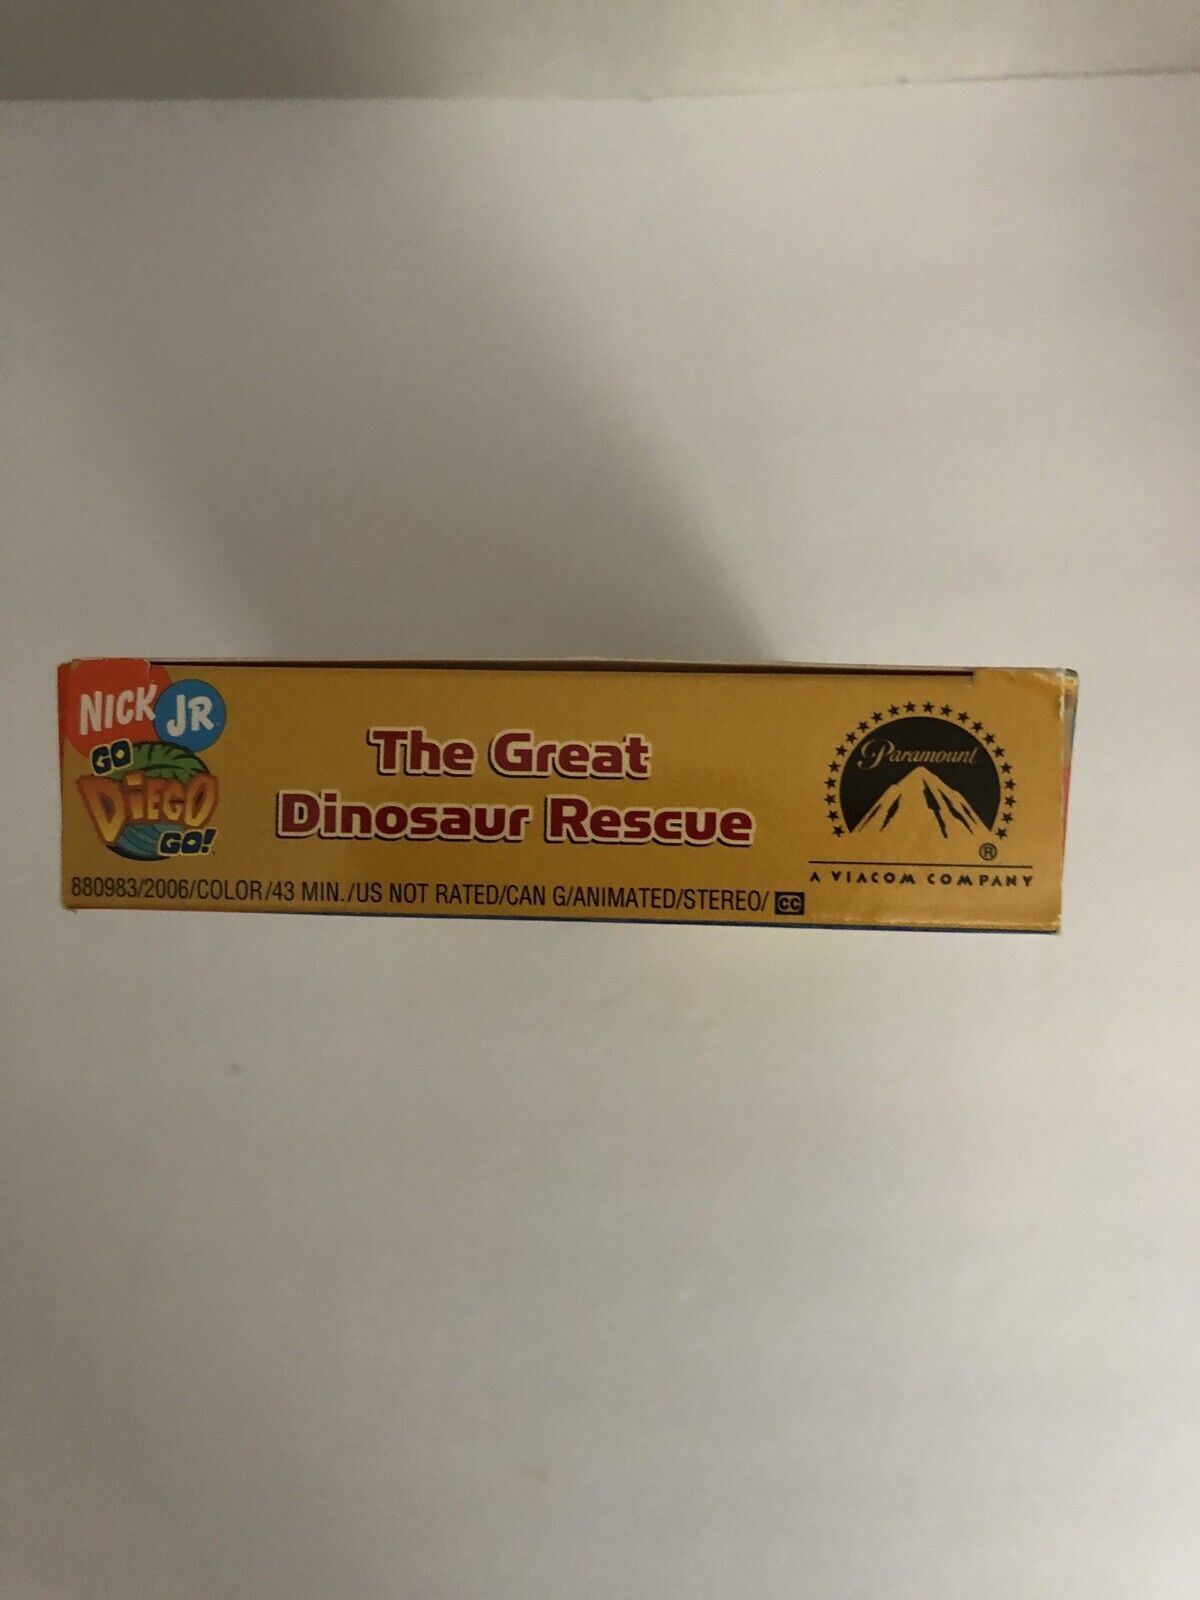 NICK JR
GO
DIEGO
GO!
The Great
Dinosaur Rescue
Paramount
®
A VIACOM COMPANY
880983/2006/COLOR/43 MIN./US NOT RATED/CAN G/ANIMATED/STEREO/ CC